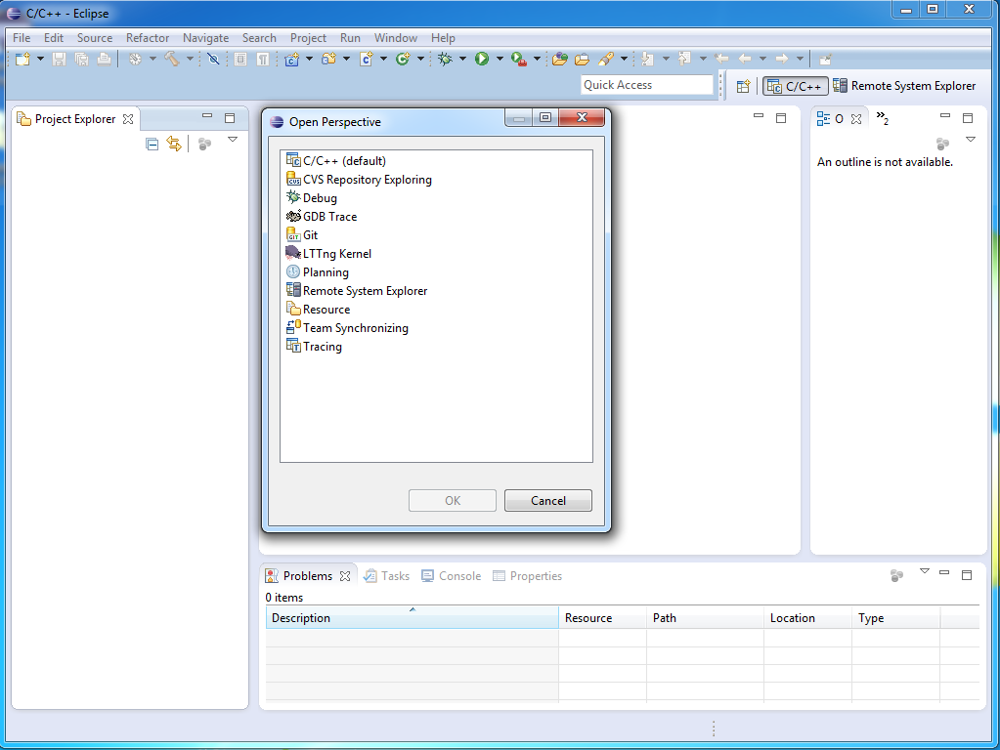 C/C++ - Eclipse
File Edit Source Refactor Navigate Search Project Run Window Help
Quick Access
C/C++ Remote System Explorer
Project Explorer
Open Perspective
C/C++ (default)
CVS Repository Exploring
Debug
GDB Trace
Git
LTTng Kernel
Planning
Remote System Explorer
Resource
Team Synchronizing
Tracing
OK Cancel
O »2
An outline is not available.
Problems Tasks Console Properties
0 items
Description Resource Path Location Type